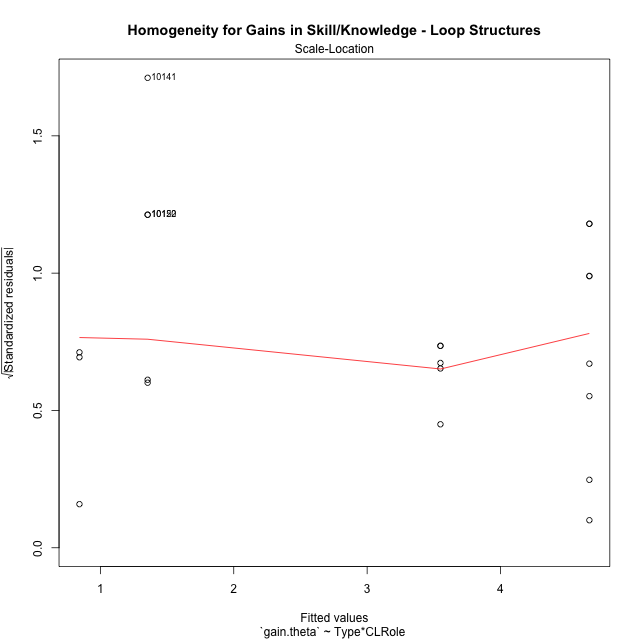 Homogeneity for Gains in Skill/Knowledge - Loop Structures
Scale-Location
10141
1.5
1.0
0.5
0.0
√|Standardized residuals|
1
2
3
4
Fitted values
`gain.theta` ~ Type*CLRole